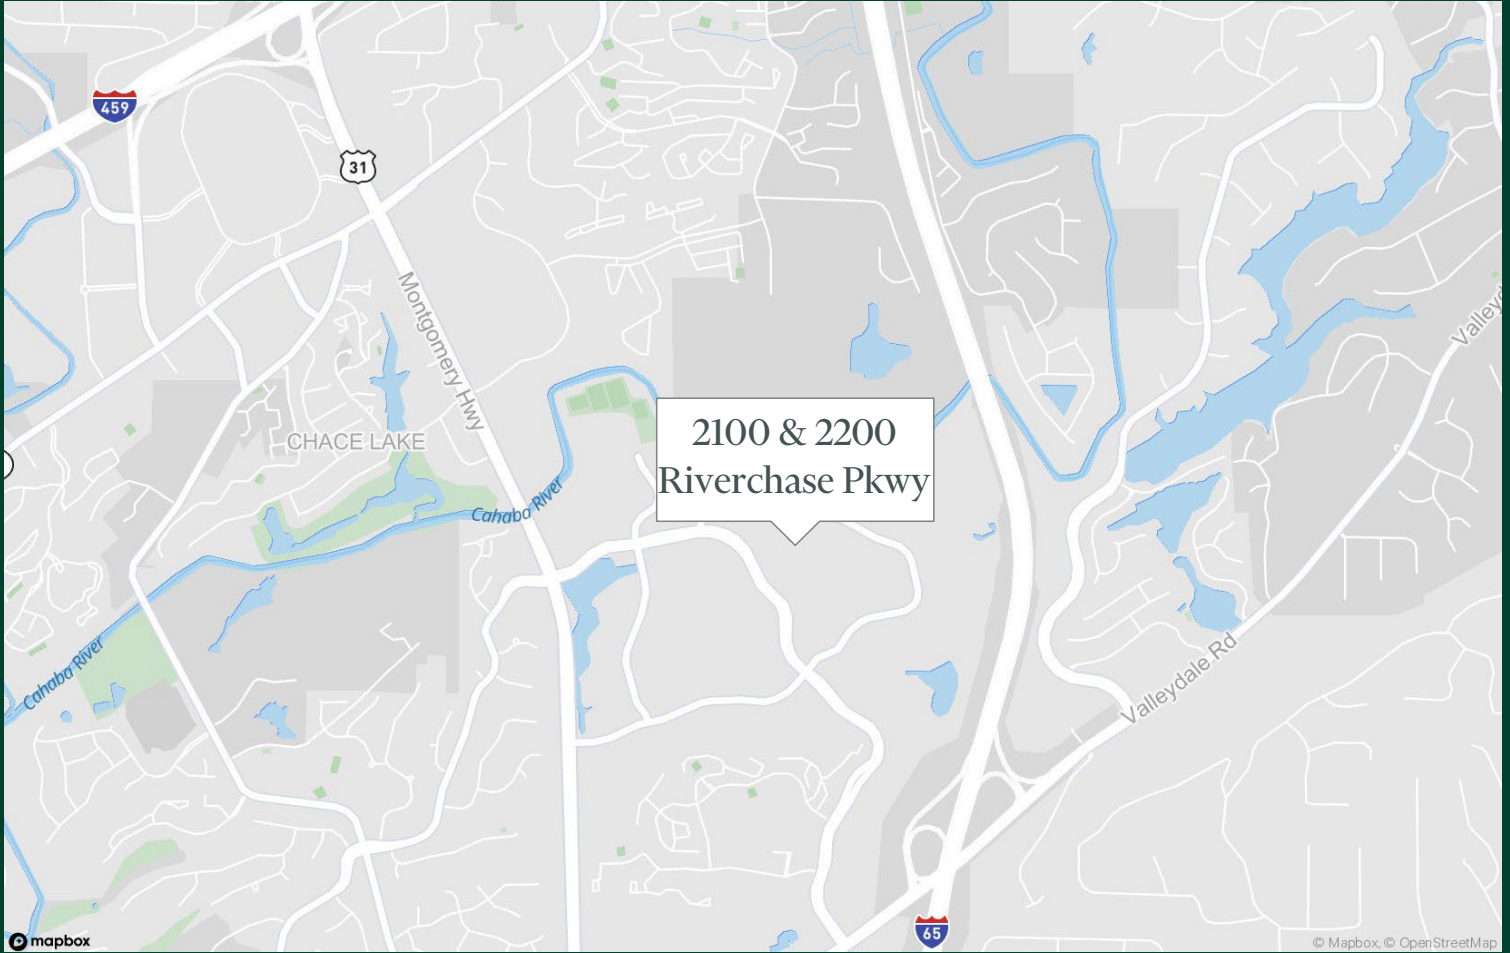 459
31
Montgomery Hwy
Valleyd
CHACE LAKE
2100 & 2200
Riverchase Pkwy
Cahaba River
Cahaba River
Valleydale Rd
65
mapbox
© Mapbox, © OpenStreetMap